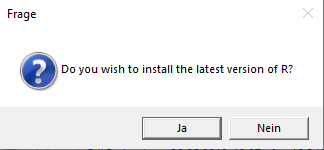 Frage
Do you wish to install the latest version of R?
Ja
Nein